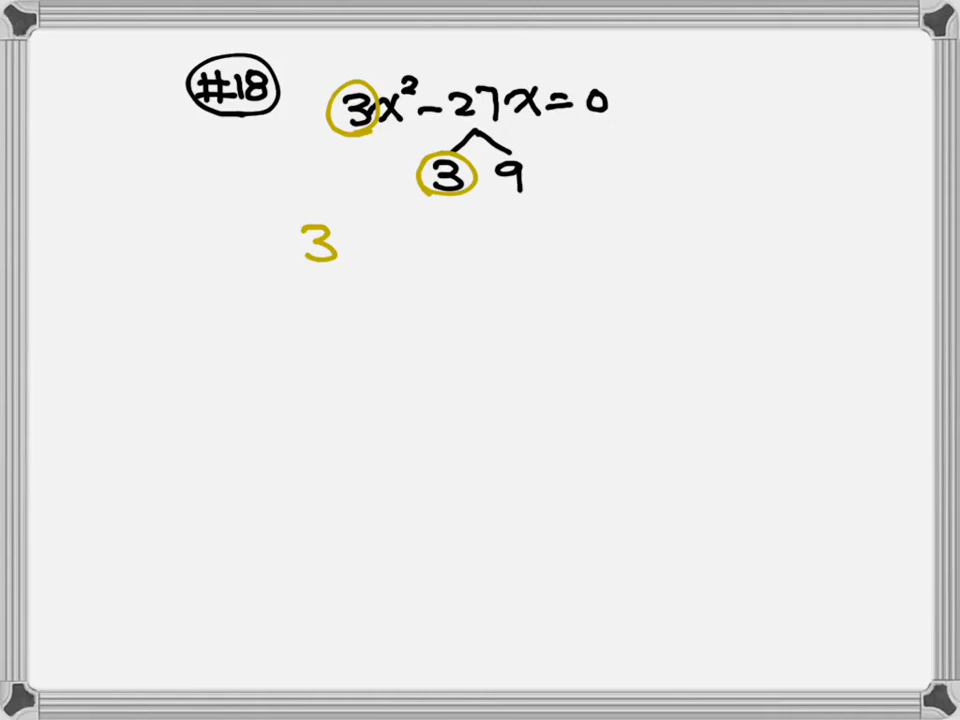 #18
3x² - 27x = 0
3 9
3